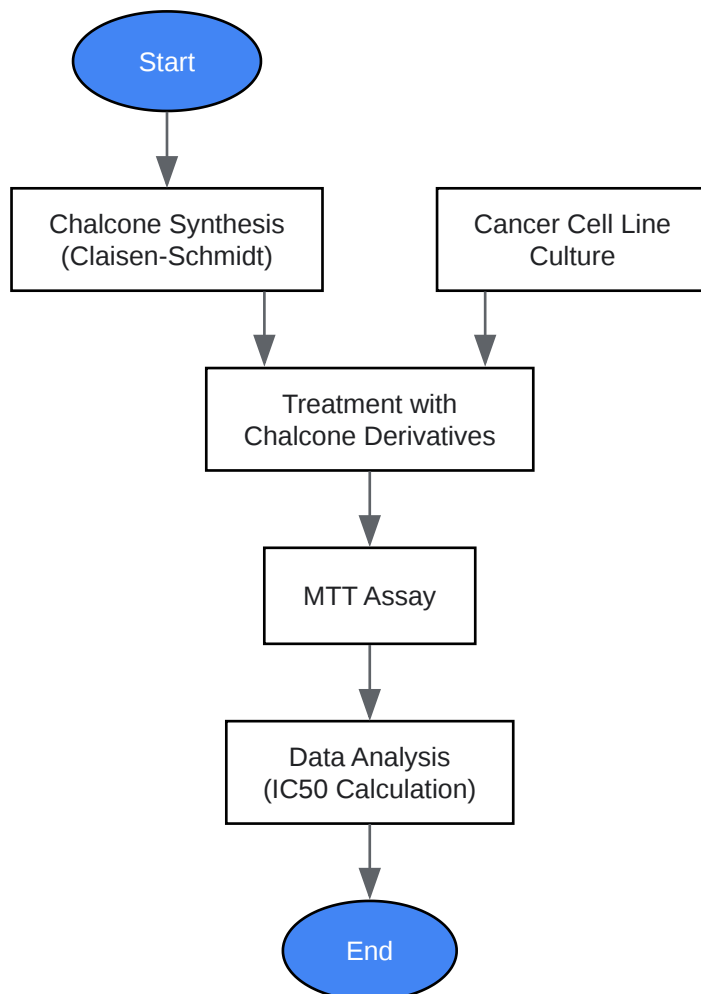 Start
Chalcone Synthesis
(Claisen-Schmidt)
Cancer Cell Line
Culture
Treatment with
Chalcone Derivatives
MTT Assay
Data Analysis
(IC50 Calculation)
End